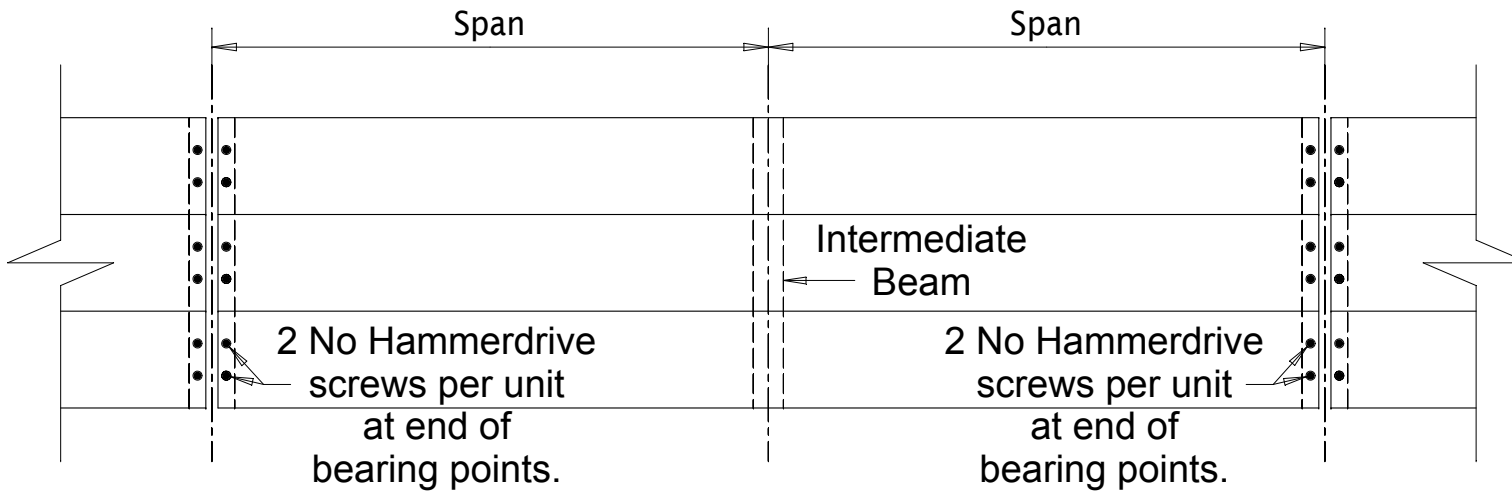 Span
Span
Intermediate
Beam
2 No Hammerdrive
screws per unit
at end of
bearing points.
2 No Hammerdrive
screws per unit
at end of
bearing points.